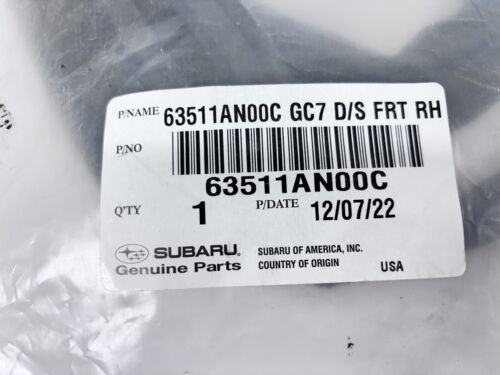 P/NAME 63511AN00C GC7 D/S FRT RH
P/NO
63511AN00C
Q'TY 1 P/DATE 12/07/22
SUBARU. SUBARU OF AMERICA, INC.
Genuine Parts COUNTRY OF ORIGIN USA